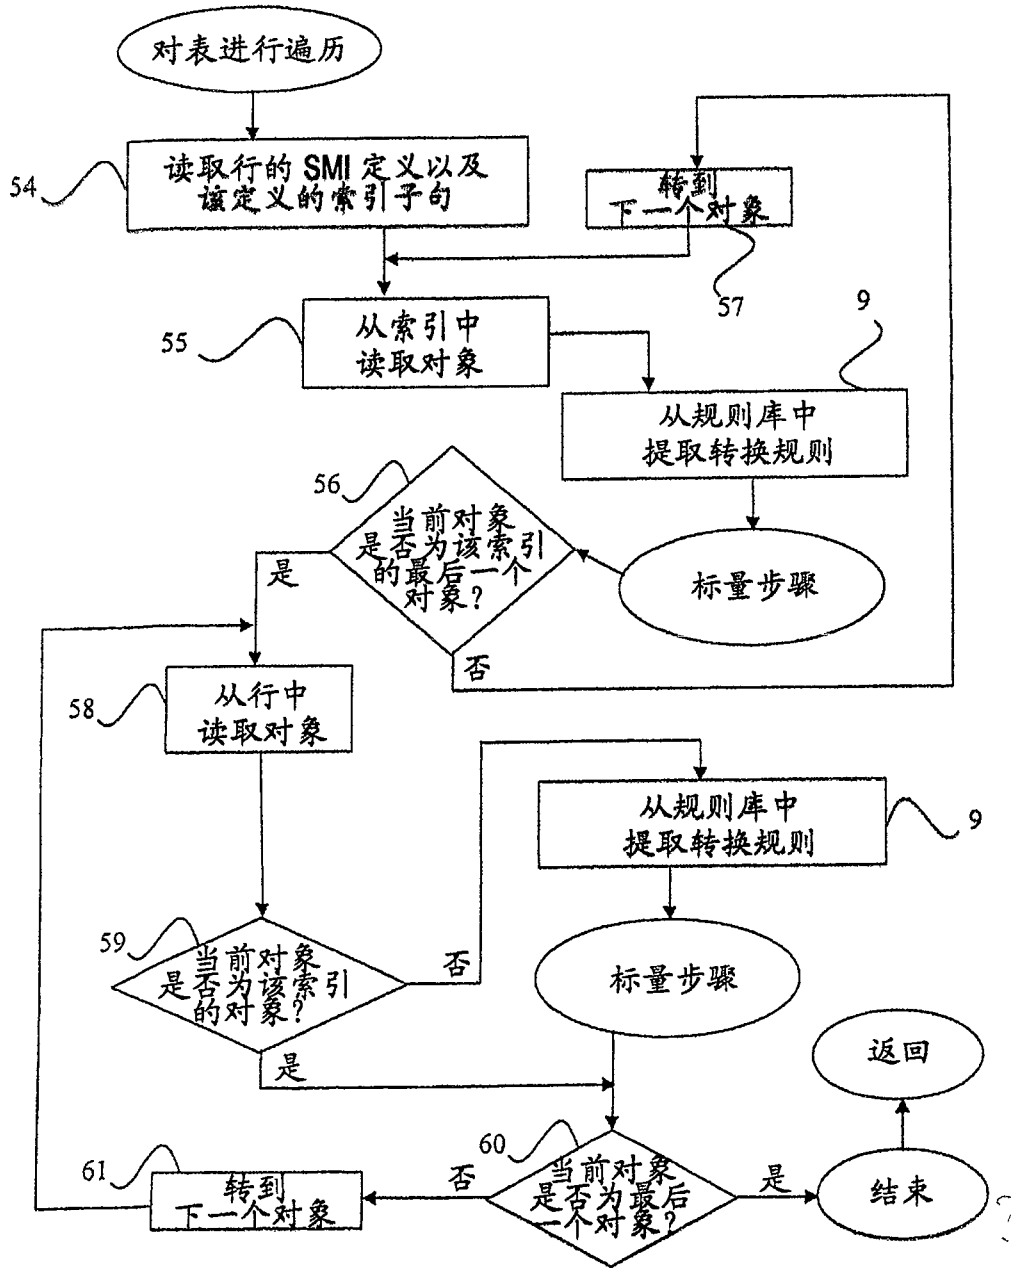 对表进行遍历
54
读取行的 SMI 定义以及
该定义的索引子句
转到
下一个对象
57
55
从索引中
读取对象
9
从规则库中
提取转换规则
56
当前对象
是否为该索引
的最后一个
对象?
标量步骤
是
否
58
从行中
读取对象
从规则库中
提取转换规则
9
59
当前对象
是否为该索引
的对象?
否
标量步骤
是
返回
60
当前对象
是否为最后
一个对象?
否
是
结束
61
转到
下一个对象